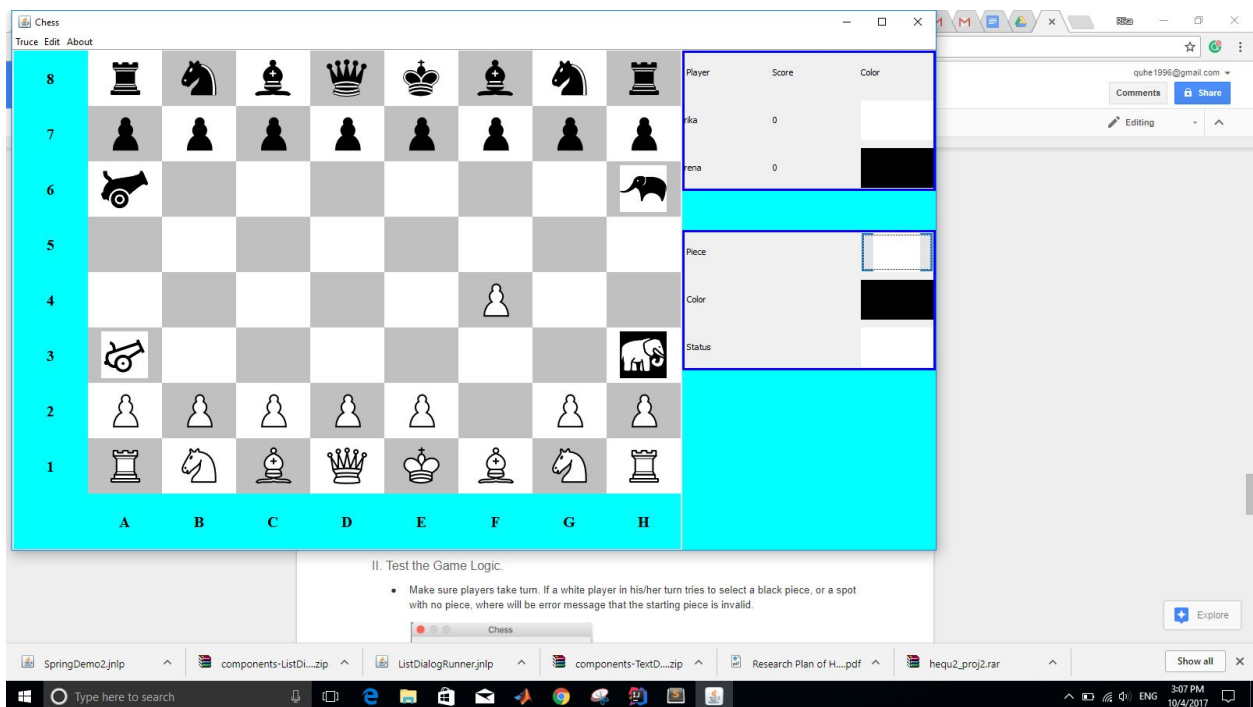 Chess
Truce Edit About
8
7
6
5
4
3
2
1
A B C D E F G H
Player Score Color
rika 0
rena 0
Piece
Color
Status
quhe1996@gmail.com
Comments Share
Editing
II. Test the Game Logic.
Make sure players take turn. If a white player in his/her turn tries to select a black piece, or a spot
with no piece, where will be error message that the starting piece is invalid.
Chess
Explore
SpringDemo2.jnlp
components-ListDi....zip
ListDialogRunner.jnlp
components-TextD....zip
Research Plan of H....pdf
hequ2_proj2.rar
Show all
Type here to search
ENG
3:07 PM
10/4/2017